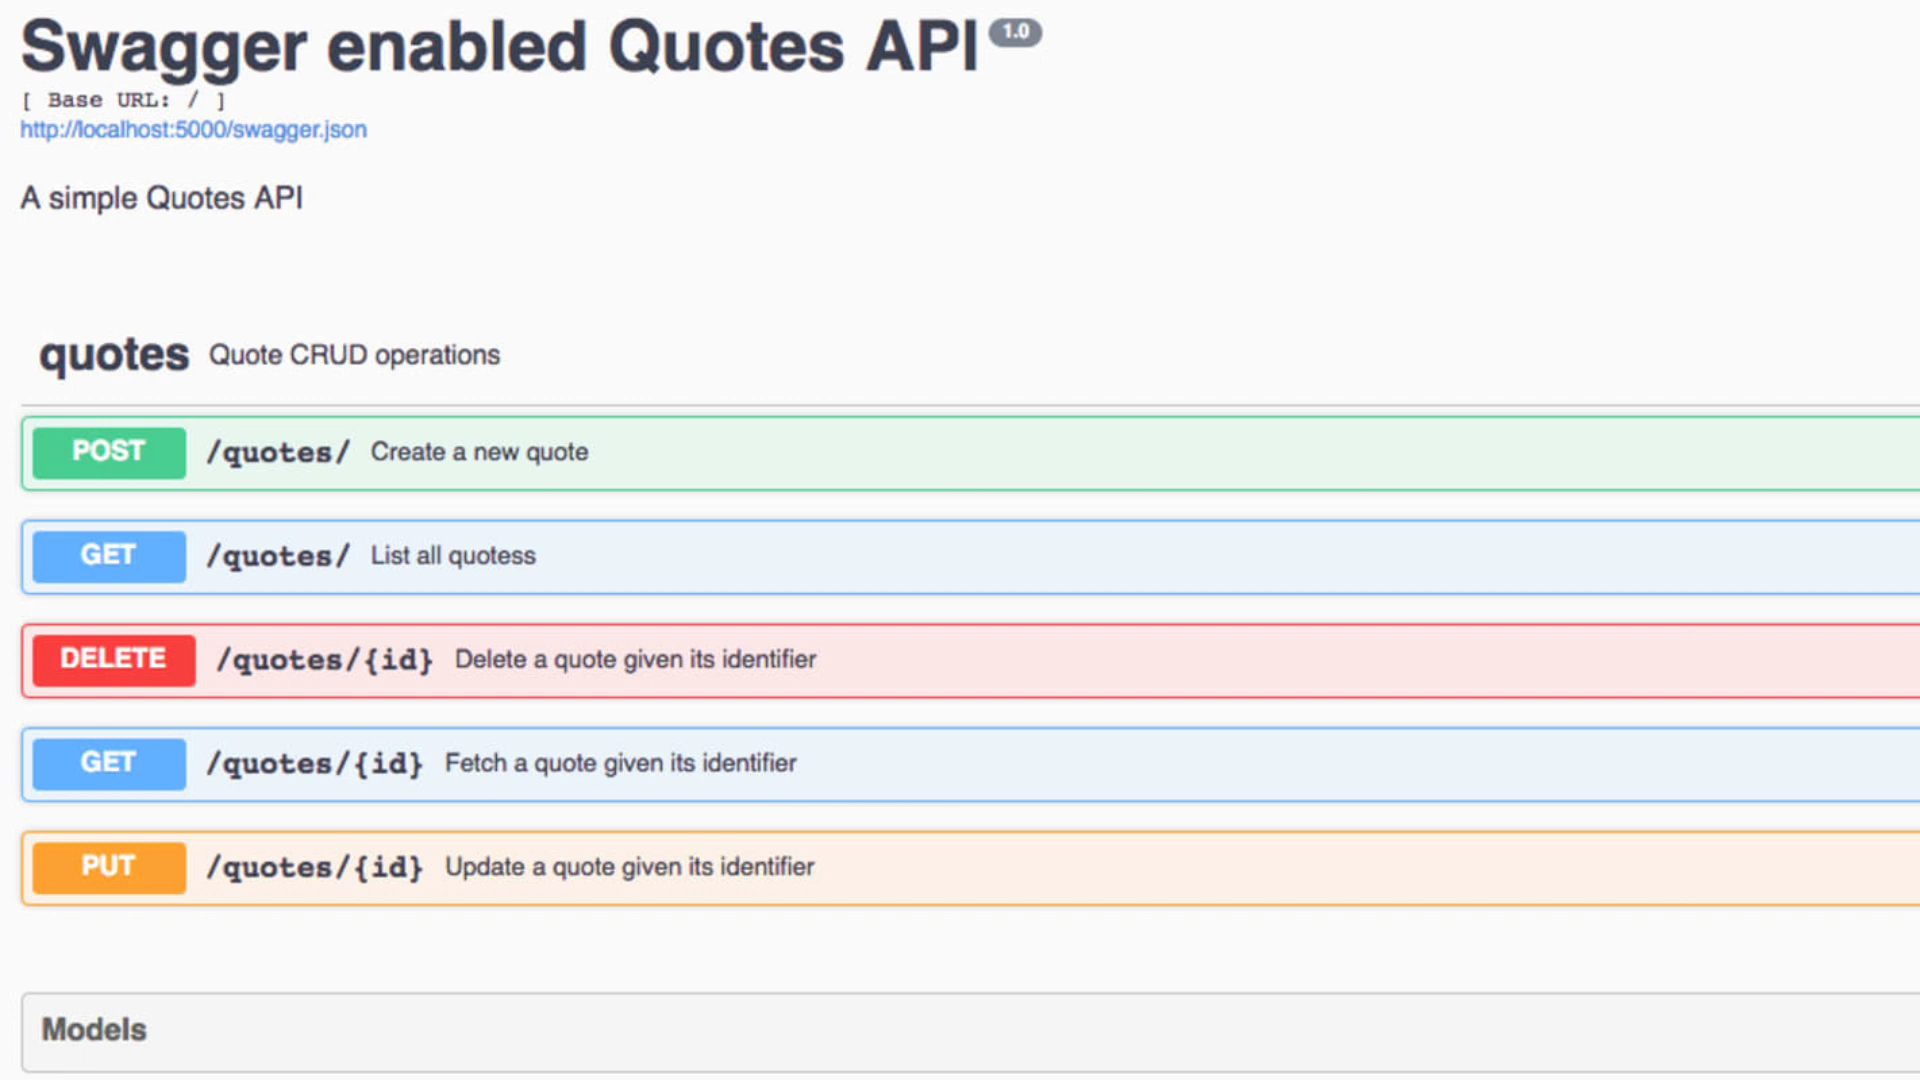 Swagger enabled Quotes API 1.0
[ Base URL: / ]
http://localhost:5000/swagger.json
A simple Quotes API
quotes Quote CRUD operations
POST /quotes/ Create a new quote
GET /quotes/ List all quotess
DELETE /quotes/{id} Delete a quote given its identifier
GET /quotes/{id} Fetch a quote given its identifier
PUT /quotes/{id} Update a quote given its identifier
Models